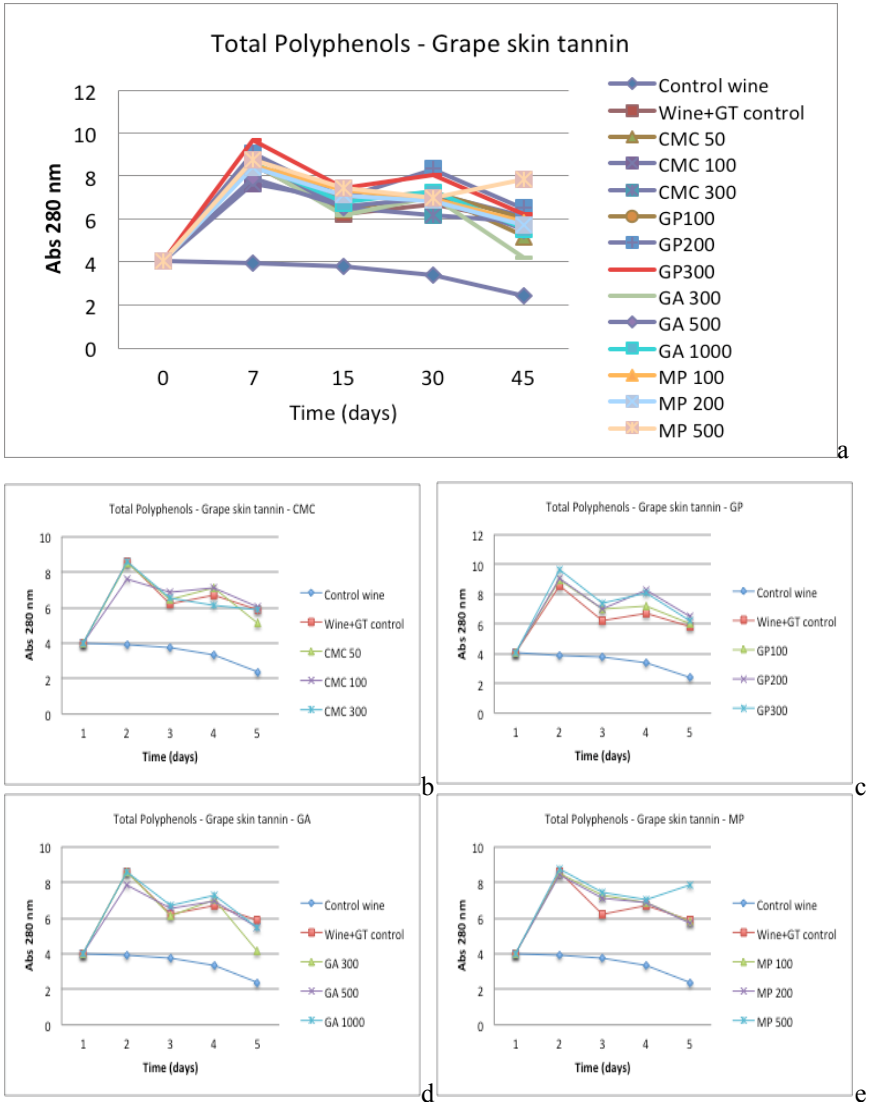 Total Polyphenols - Grape skin tannin
Abs 280 nm
12
10
8
6
4
2
0
0 7 15 30 45
Time (days)
Control wine
Wine+GT control
CMC 50
CMC 100
CMC 300
GP100
GP200
GP300
GA 300
GA 500
GA 1000
MP 100
MP 200
MP 500
a
Total Polyphenols - Grape skin tannin - CMC
Abs 280 nm
10
8
6
4
2
0
1 2 3 4 5
Time (days)
Control wine
Wine+GT control
CMC 50
CMC 100
CMC 300
b
Total Polyphenols - Grape skin tannin - GP
Abs 280 nm
12
10
8
6
4
2
0
1 2 3 4 5
Time (days)
Control wine
Wine+GT control
GP100
GP200
GP300
c
Total Polyphenols - Grape skin tannin - GA
Abs 280 nm
10
8
6
4
2
0
1 2 3 4 5
Time (days)
Control wine
Wine+GT control
GA 300
GA 500
GA 1000
d
Total Polyphenols - Grape skin tannin - MP
Abs 280 nm
10
8
6
4
2
0
1 2 3 4 5
Time (days)
Control wine
Wine+GT control
MP 100
MP 200
MP 500
e